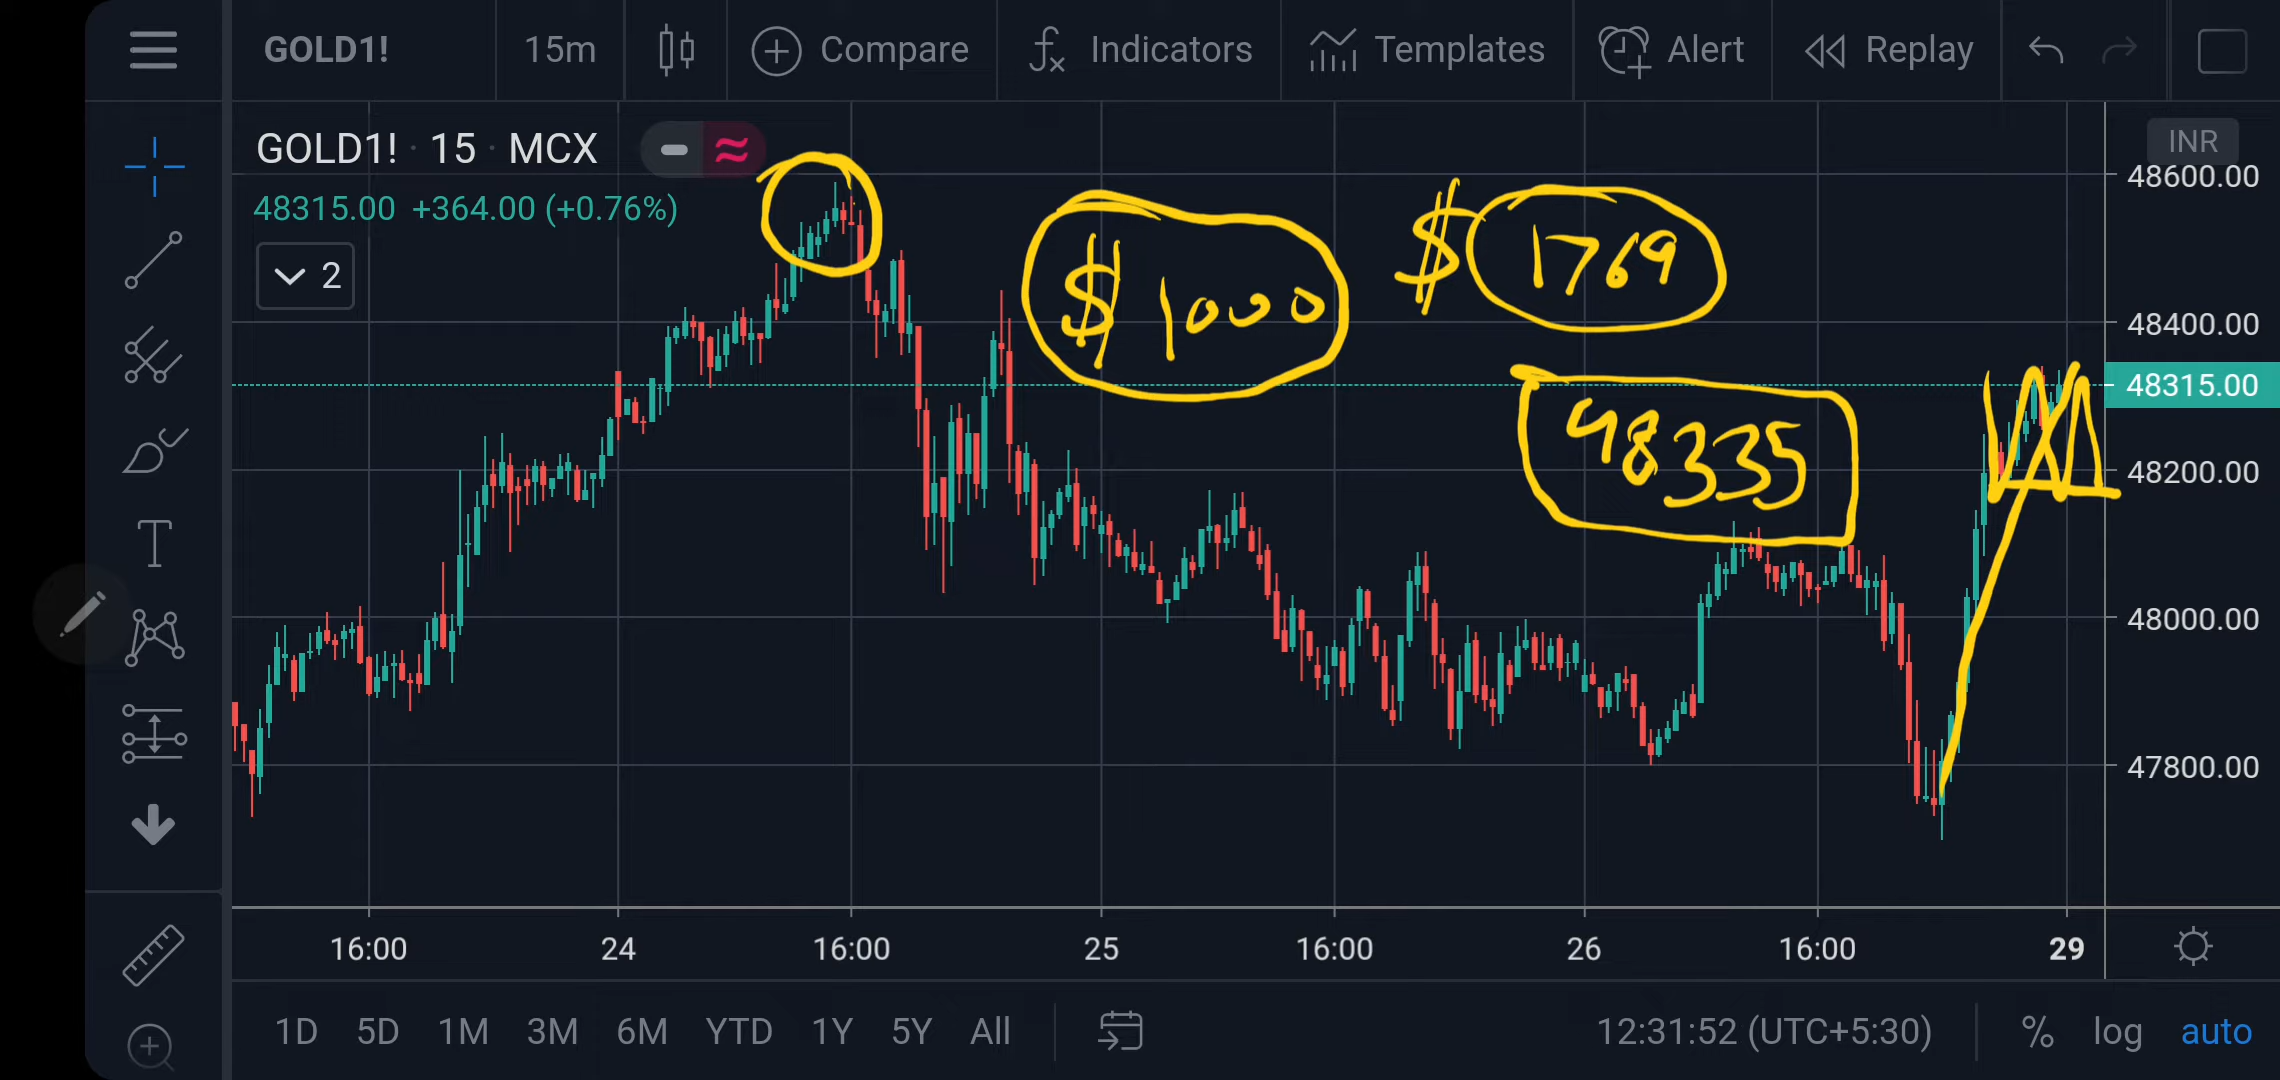 GOLD1! 15m Compare Indicators Templates Alert Replay
GOLD1! · 15 · MCX
INR
48315.00 +364.00 (+0.76%)
2
$ 1000
$ 1769
48335
48600.00
48400.00
48315.00
48200.00
48000.00
47800.00
16:00 24 16:00 25 16:00 26 16:00 29
1D 5D 1M 3M 6M YTD 1Y 5Y All 12:31:52 (UTC+5:30) % log auto